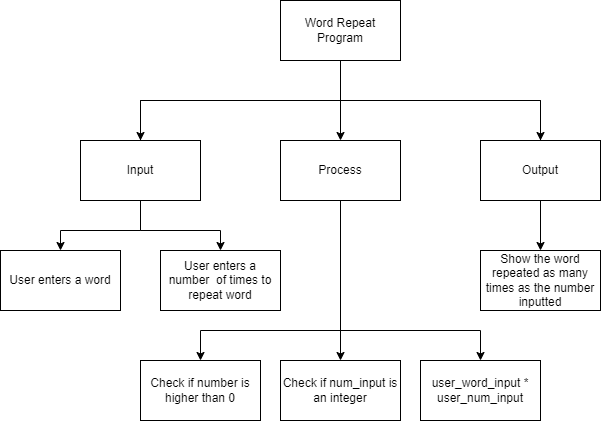 Word Repeat
Program
Input
Process
Output
User enters a word
User enters a
number of times to
repeat word
Show the word
repeated as many
times as the number
inputted
Check if number is
higher than 0
Check if num_input is
an integer
user_word_input *
user_num_input